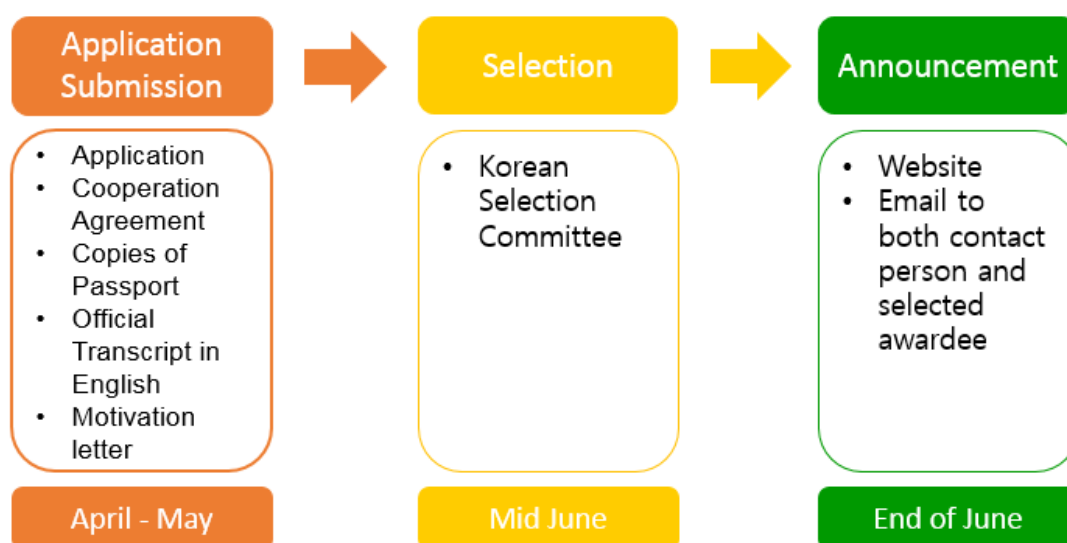 Application
Submission
Selection
Announcement
• Application
• Cooperation
Agreement
• Copies of
Passport
• Official
Transcript in
English
• Motivation
letter
• Korean
Selection
Committee
• Website
• Email to
both contact
person and
selected
awardee
April - May
Mid June
End of June